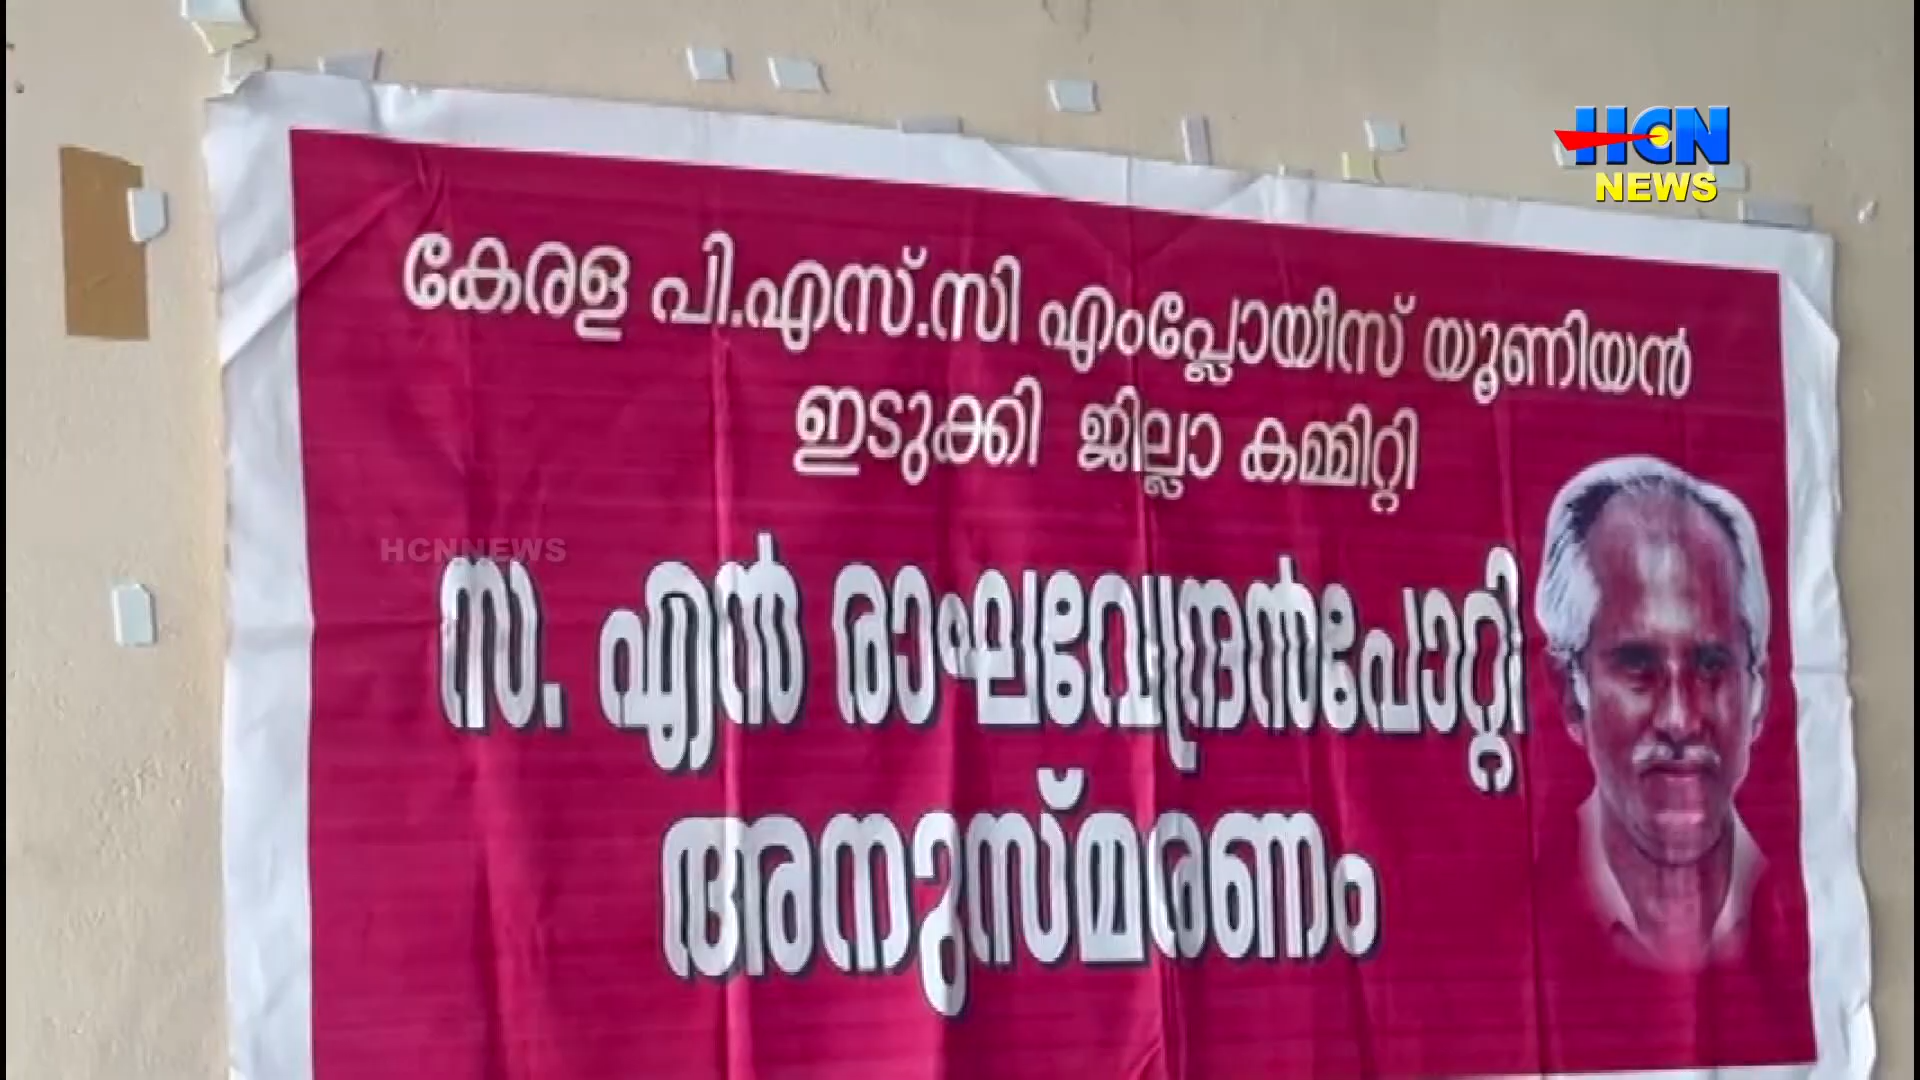 HCN
NEWS
കേരള പി.എസ്.സി എംപ്ലോയീസ് യൂണിയൻ
ഇടുക്കി ജില്ലാ കമ്മിറ്റി
HCNNEWS
സ. എൻ രാഘവേന്ദ്രൻപോറ്റി
അനുസ്മരണം